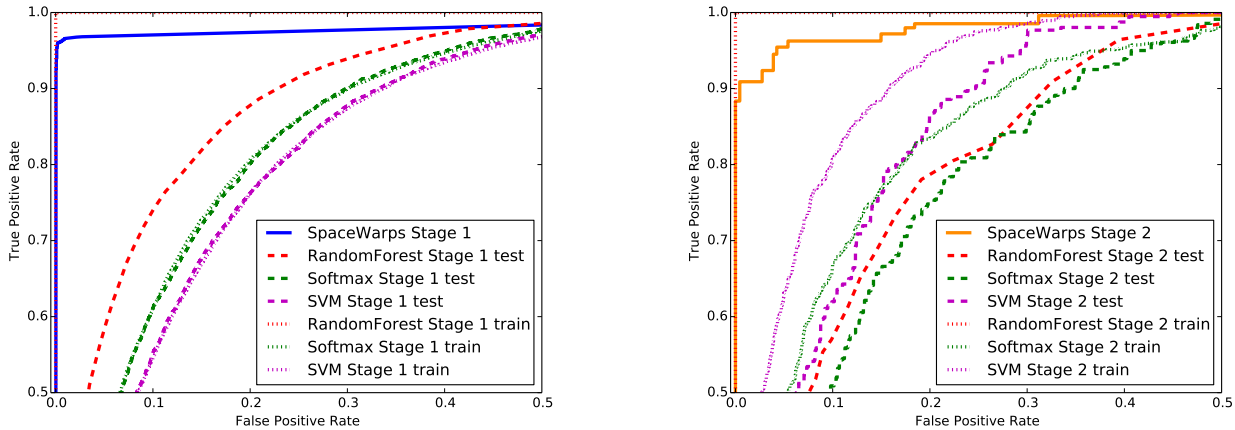 1.0
0.9
0.8
0.7
0.6
0.5
True Positive Rate
SpaceWarps Stage 1
RandomForest Stage 1 test
Softmax Stage 1 test
SVM Stage 1 test
RandomForest Stage 1 train
Softmax Stage 1 train
SVM Stage 1 train
0.0 0.1 0.2 0.3 0.4 0.5
False Positive Rate
1.0
0.9
0.8
0.7
0.6
0.5
True Positive Rate
SpaceWarps Stage 2
RandomForest Stage 2 test
Softmax Stage 2 test
SVM Stage 2 test
RandomForest Stage 2 train
Softmax Stage 2 train
SVM Stage 2 train
0.0 0.1 0.2 0.3 0.4 0.5
False Positive Rate